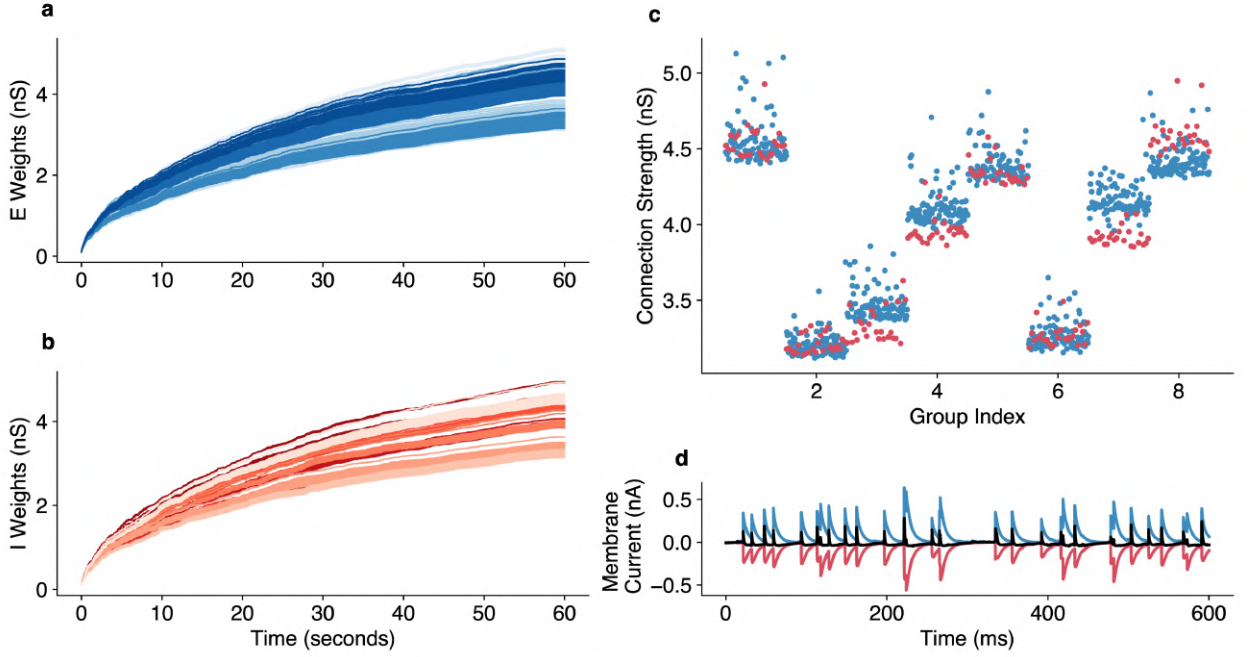 a
E Weights (nS)
4
2
0
0 10 20 30 40 50 60
b
I Weights (nS)
4
2
0
0 10 20 30 40 50 60
Time (seconds)
c
Connection Strength (nS)
5.0
4.5
4.0
3.5
2 4 6 8
Group Index
d
Membrane
Current (nA)
0.5
0.0
−0.5
0 200 400 600
Time (ms)